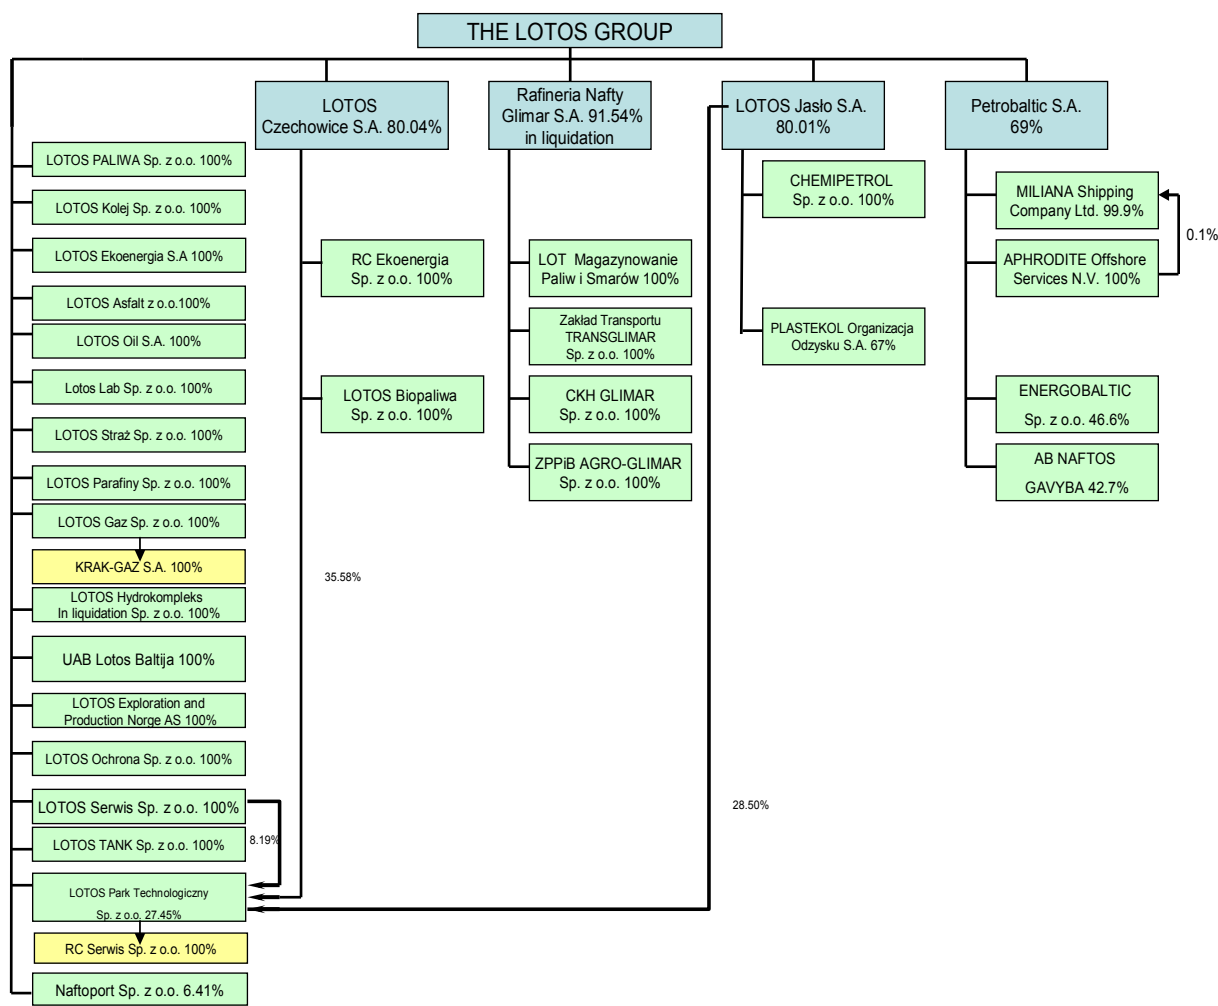 THE LOTOS GROUP
LOTOS
Czechowice S.A. 80.04%
Rafineria Nafty
Glimar S.A. 91.54%
in liquidation
LOTOS Jasło S.A.
80.01%
Petrobaltic S.A.
69%
LOTOS PALIWA Sp. z o.o. 100%
LOTOS Kolej Sp. z o.o. 100%
LOTOS Ekoenergia S.A 100%
LOTOS Asfalt z o.o.100%
LOTOS Oil S.A. 100%
Lotos Lab Sp. z o.o. 100%
LOTOS Straż Sp. z o.o. 100%
LOTOS Parafiny Sp. z o.o. 100%
LOTOS Gaz Sp. z o.o. 100%
KRAK-GAZ S.A. 100%
LOTOS Hydrokompleks
In liquidation Sp. z o.o. 100%
UAB Lotos Baltija 100%
LOTOS Exploration and
Production Norge AS 100%
LOTOS Ochrona Sp. z o.o. 100%
LOTOS Serwis Sp. z o.o. 100%
LOTOS TANK Sp. z o.o. 100%
8.19%
LOTOS Park Technologiczny
Sp. z o.o. 27.45%
RC Serwis Sp. z o.o. 100%
Naftoport Sp. z o.o. 6.41%
RC Ekoenergia
Sp. z o.o. 100%
LOTOS Biopaliwa
Sp. z o.o. 100%
35.58%
LOT Magazynowanie
Paliw i Smarów 100%
Zakład Transportu
TRANSGLIMAR
Sp. z o.o. 100%
CKH GLIMAR
Sp. z o.o. 100%
ZPPiB AGRO-GLIMAR
Sp. z o.o. 100%
CHEMIPETROL
Sp. z o.o. 100%
PLASTEKOL Organizacja
Odzysku S.A. 67%
28.50%
MILIANA Shipping
Company Ltd. 99.9%
0.1%
APHRODITE Offshore
Services N.V. 100%
ENERGOBALTIC
Sp. z o.o. 46.6%
AB NAFTOS
GAVYBA 42.7%